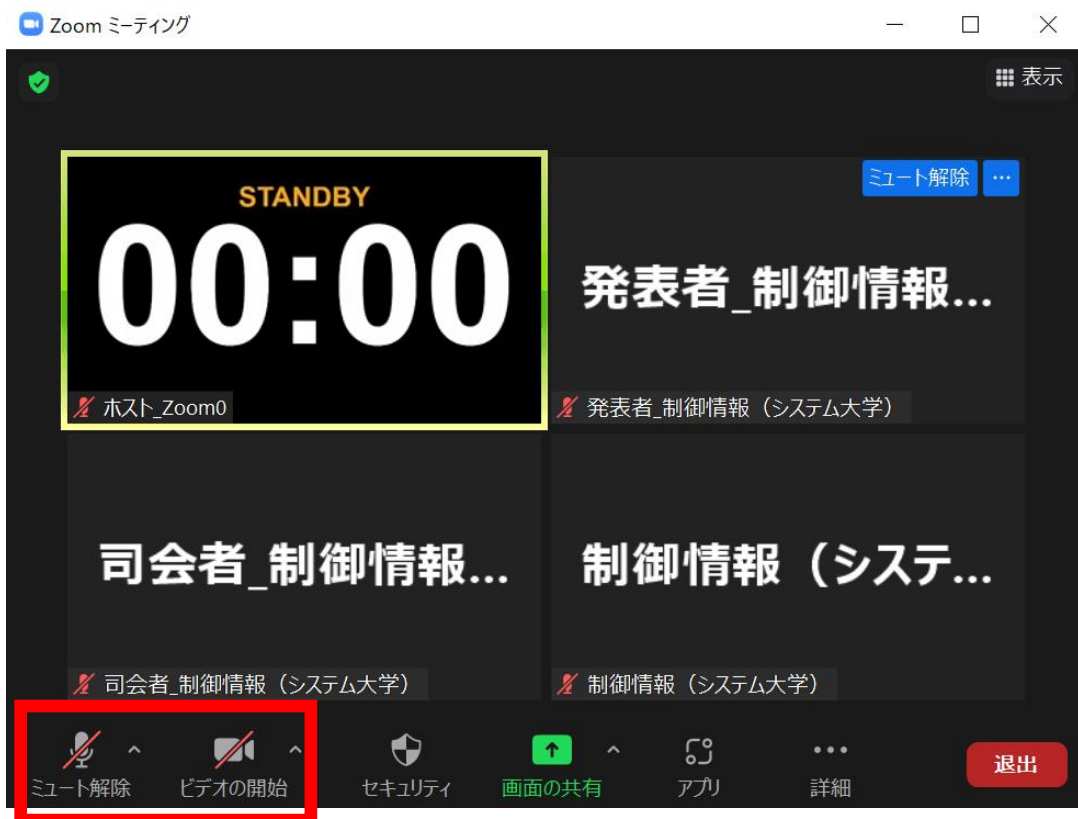 Zoom ミーティング
表示
STANDBY
00:00
ホスト_Zoom0
ミュート解除 ...
発表者_制御情報...
発表者_制御情報（システム大学）
司会者_制御情報...
司会者_制御情報（システム大学）
制御情報（システ...
制御情報（システム大学）
ミュート解除
ビデオの開始
セキュリティ
画面の共有
アプリ
詳細
退出